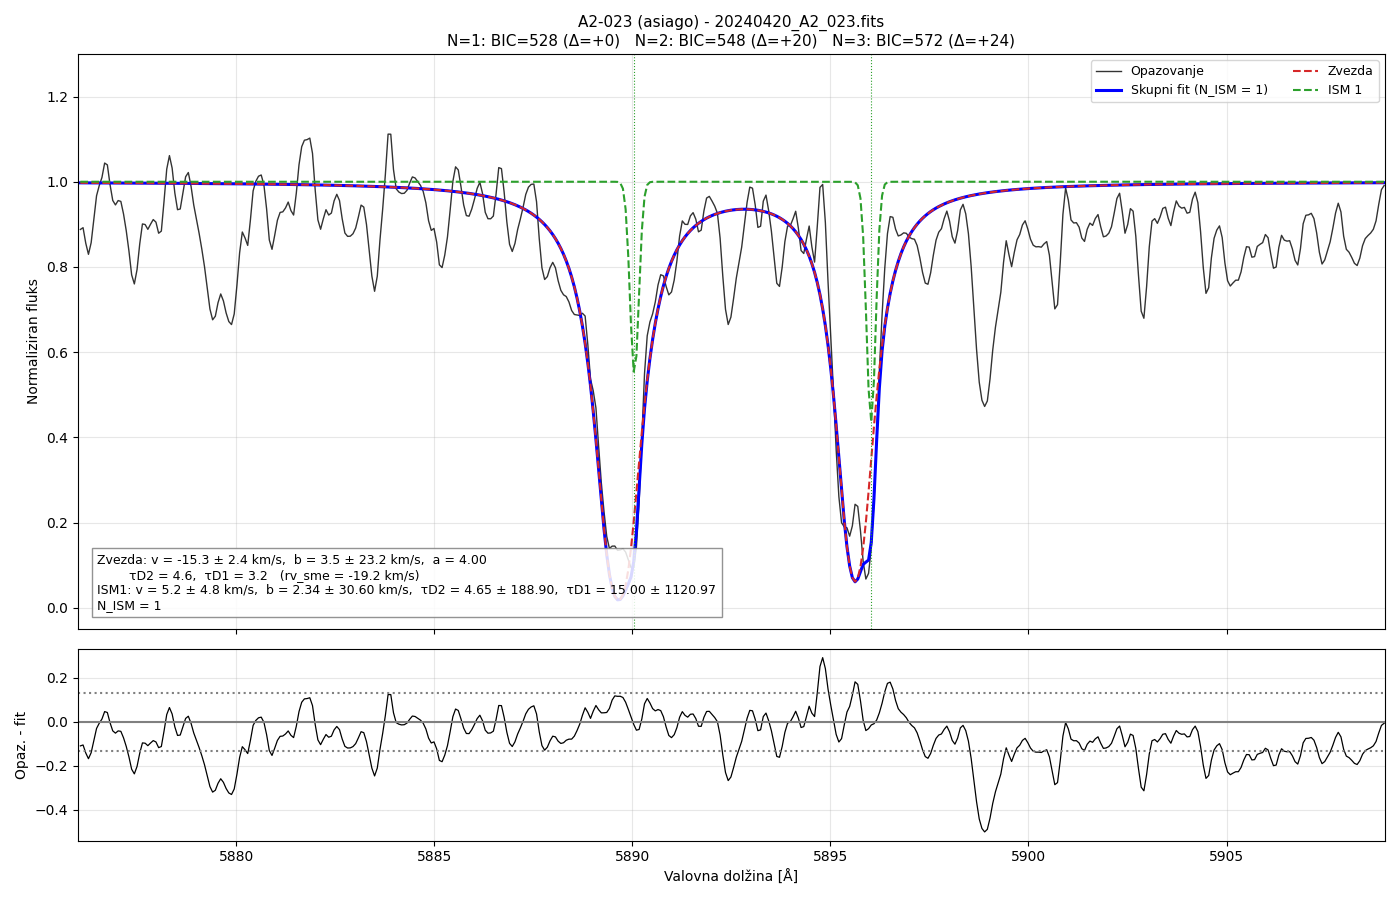 A2-023 (asiago) - 20240420_A2_023.fits
N=1: BIC=528 (Δ=+0)   N=2: BIC=548 (Δ=+20)   N=3: BIC=572 (Δ=+24)
Opazovanje
Skupni fit (N_ISM = 1)
Zvezda
ISM 1
Normaliziran fluks
1.2
1.0
0.8
0.6
0.4
0.2
0.0
Zvezda: v = -15.3 ± 2.4 km/s,  b = 3.5 ± 23.2 km/s,  a = 4.00
τD2 = 4.6,  τD1 = 3.2   (rv_sme = -19.2 km/s)
ISM1: v = 5.2 ± 4.8 km/s,  b = 2.34 ± 30.60 km/s,  τD2 = 4.65 ± 188.90,  τD1 = 15.00 ± 1120.97
N_ISM = 1
Opaz. - fit
0.2
0.0
−0.2
−0.4
5880
5885
5890
5895
5900
5905
Valovna dolžina [Å]